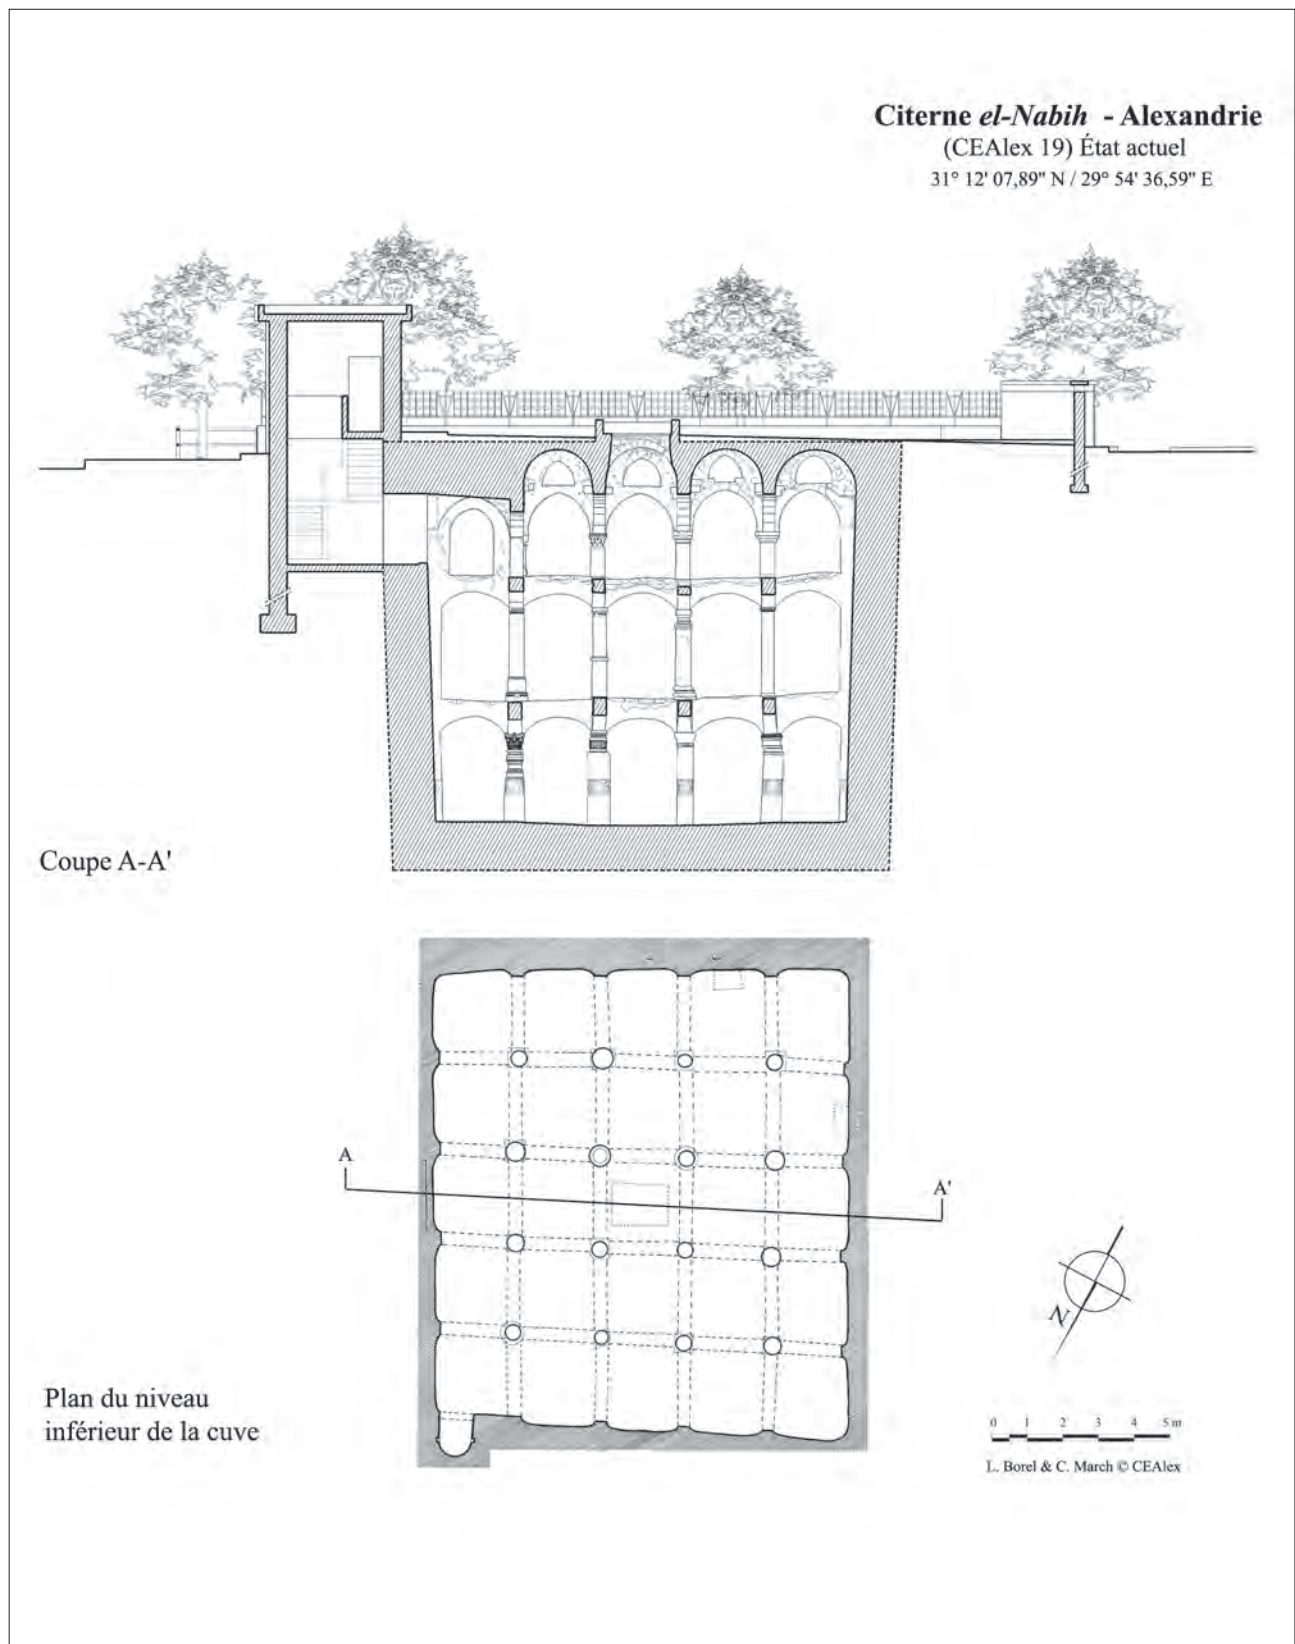 Citerne el-Nabih - Alexandrie
(CEAlex 19) État actuel
31° 12' 07,89" N / 29° 54' 36,59" E
Coupe A-A'
A
A'
N
Plan du niveau
inférieur de la cuve
0 1 2 3 4 5 m
L. Borel & C. March © CEAlex